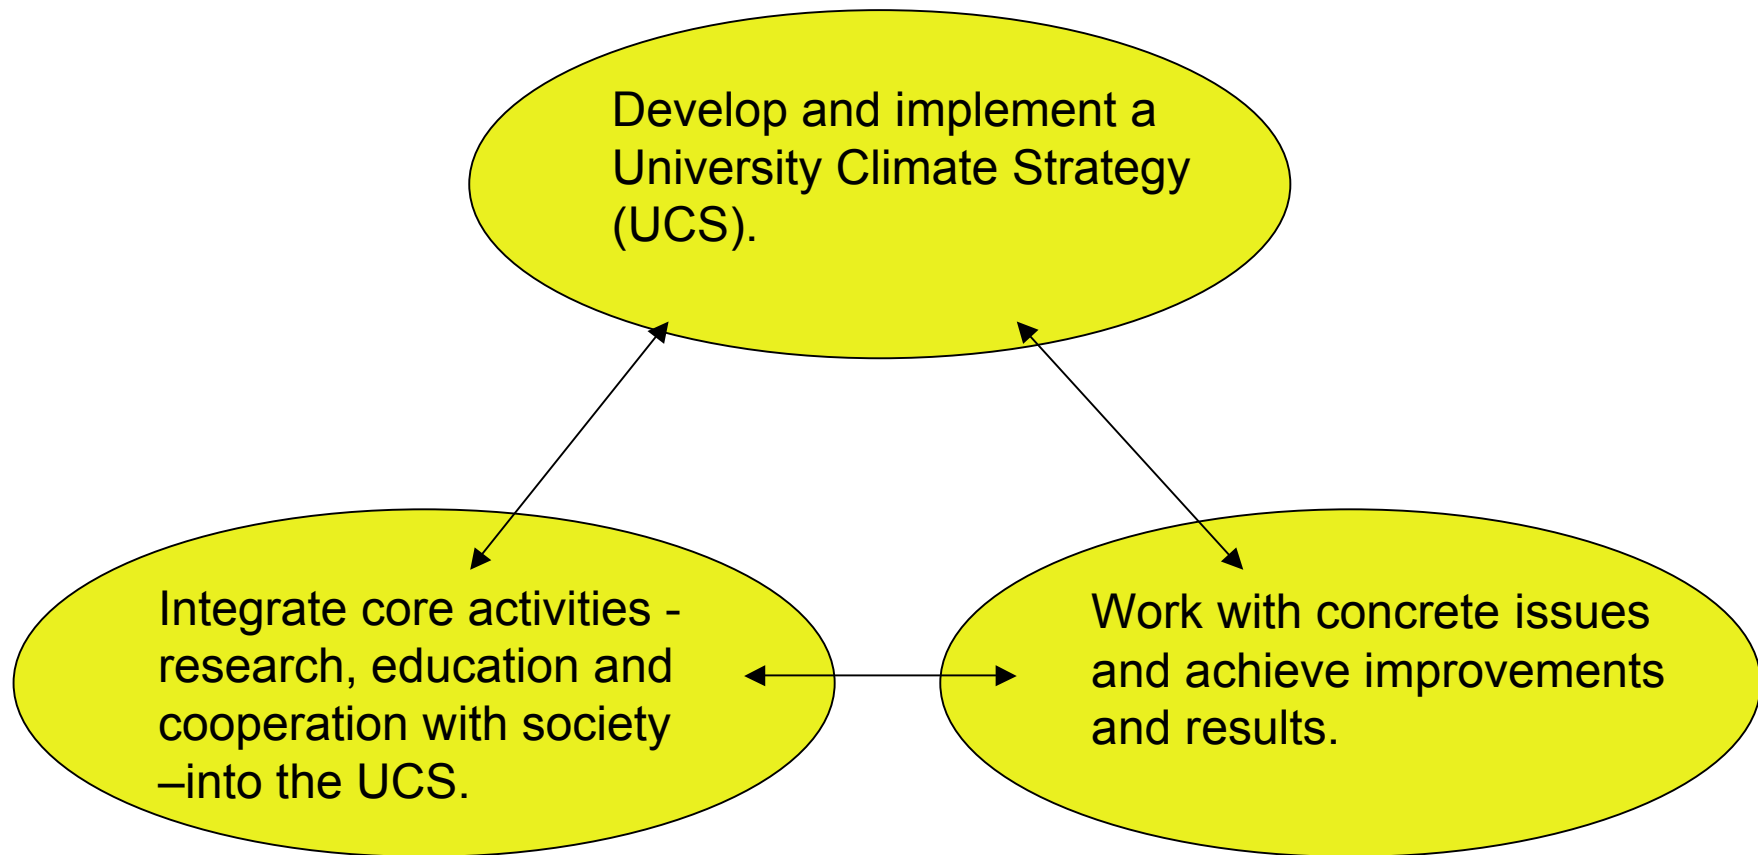 Develop and implement a
University Climate Strategy
(UCS).
Integrate core activities -
research, education and
cooperation with society
–into the UCS.
Work with concrete issues
and achieve improvements
and results.